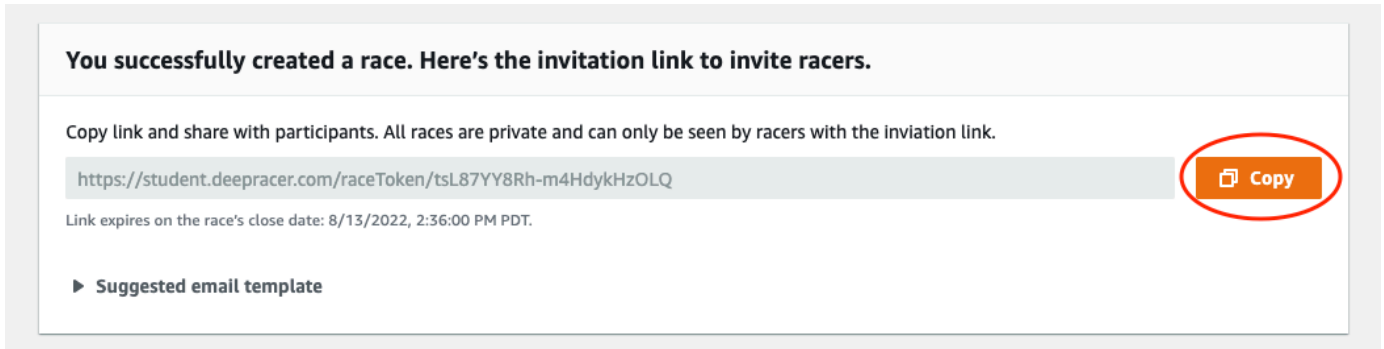 You successfully created a race. Here's the invitation link to invite racers.
Copy link and share with participants. All races are private and can only be seen by racers with the inviation link.
https://student.deepracer.com/raceToken/tsL87YY8Rh-m4HdykHzOLQ
Copy
Link expires on the race's close date: 8/13/2022, 2:36:00 PM PDT.
Suggested email template